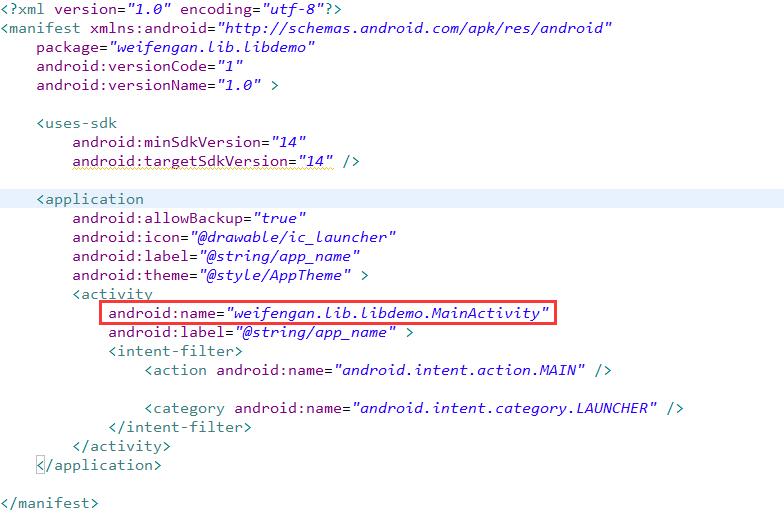 <?xml version="1.0" encoding="utf-8"?>
<manifest xmlns:android="http://schemas.android.com/apk/res/android"
    package="weifengan.lib.libdemo"
    android:versionCode="1"
    android:versionName="1.0" >

    <uses-sdk
        android:minSdkVersion="14"
        android:targetSdkVersion="14" />

    <application
        android:allowBackup="true"
        android:icon="@drawable/ic_launcher"
        android:label="@string/app_name"
        android:theme="@style/AppTheme" >
        <activity
            android:name="weifengan.lib.libdemo.MainActivity"
            android:label="@string/app_name" >
            <intent-filter>
                <action android:name="android.intent.action.MAIN" />

                <category android:name="android.intent.category.LAUNCHER" />
            </intent-filter>
        </activity>
    </application>

</manifest>